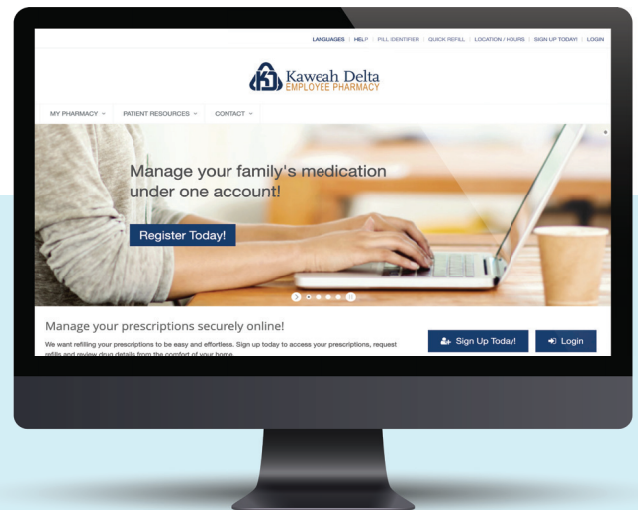 LANGUAGES | HELP | PILL IDENTIFIER | QUICK REFILL | LOCATION / HOURS | SIGN UP TODAY! | LOGIN
Kaweah Delta
EMPLOYEE PHARMACY
MY PHARMACY
PATIENT RESOURCES
CONTACT
Manage your family's medication
under one account!
Register Today!
Manage your prescriptions securely online!
We want refilling your prescriptions to be easy and effortless. Sign up today to access your prescriptions, request
refills and review drug details from the comfort of your home.
Sign Up Today!
Login